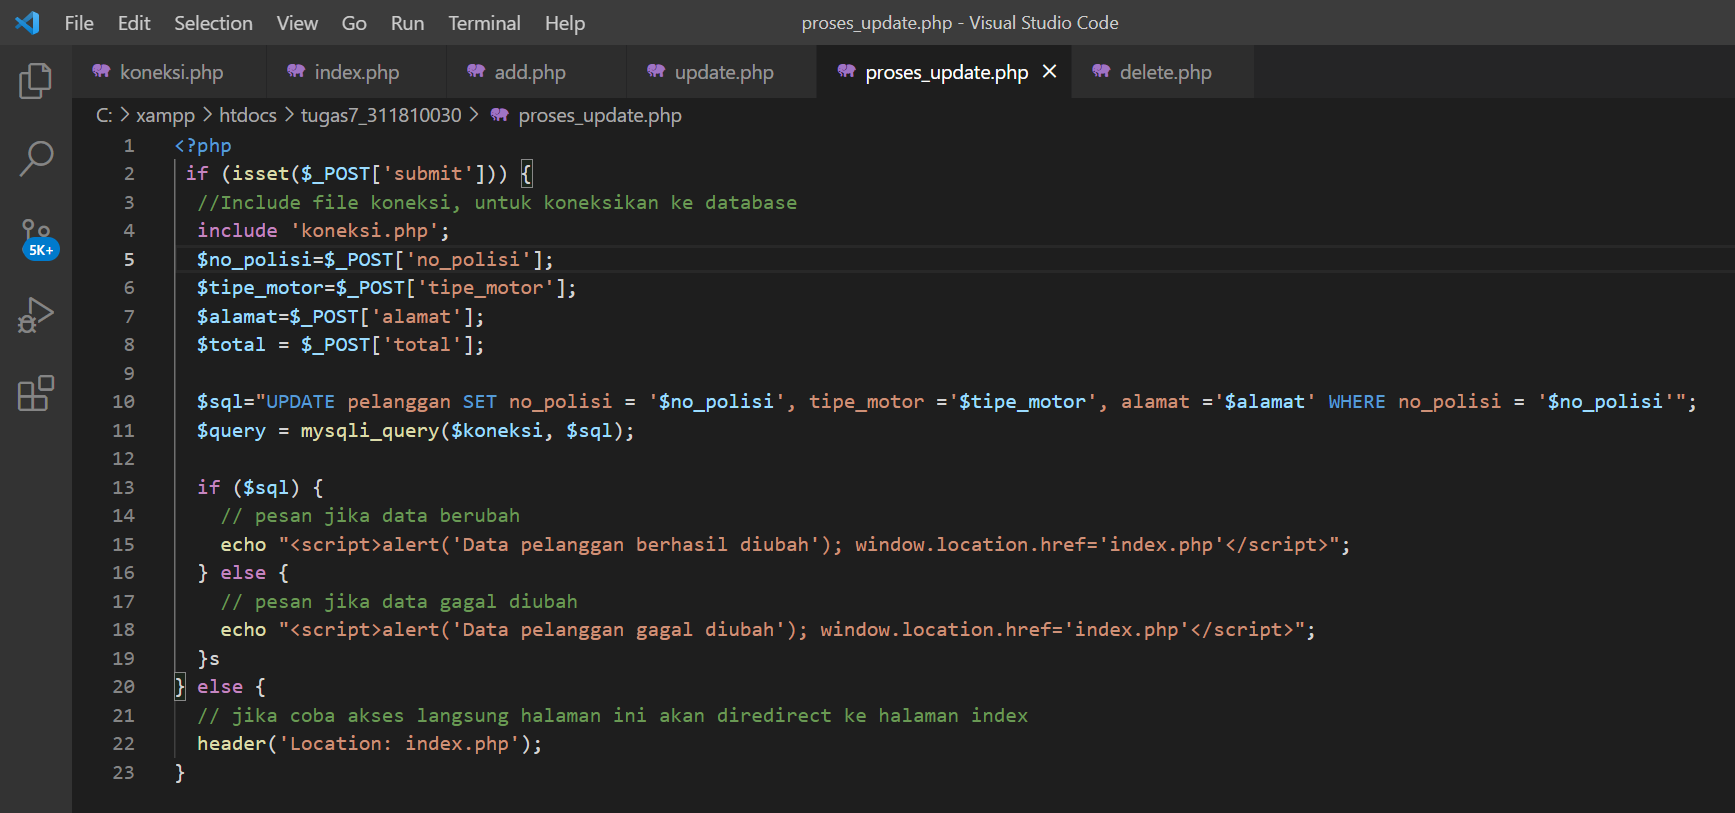 File Edit Selection View Go Run Terminal Help proses_update.php - Visual Studio Code
koneksi.php index.php add.php update.php proses_update.php × delete.php
C: > xampp > htdocs > tugas7_311810030 > proses_update.php
5K+
1 <?php
2 if (isset($_POST['submit'])) {
3 //Include file koneksi, untuk koneksikan ke database
4 include 'koneksi.php';
5 $no_polisi=$_POST['no_polisi'];
6 $tipe_motor=$_POST['tipe_motor'];
7 $alamat=$_POST['alamat'];
8 $total = $_POST['total'];
9
10 $sql="UPDATE pelanggan SET no_polisi = '$no_polisi', tipe_motor ='$tipe_motor', alamat ='$alamat' WHERE no_polisi = '$no_polisi'";
11 $query = mysqli_query($koneksi, $sql);
12
13 if ($sql) {
14 // pesan jika data berubah
15 echo "<script>alert('Data pelanggan berhasil diubah'); window.location.href='index.php'</script>";
16 } else {
17 // pesan jika data gagal diubah
18 echo "<script>alert('Data pelanggan gagal diubah'); window.location.href='index.php'</script>";
19 }s
20 } else {
21 // jika coba akses langsung halaman ini akan diredirect ke halaman index
22 header('Location: index.php');
23 }